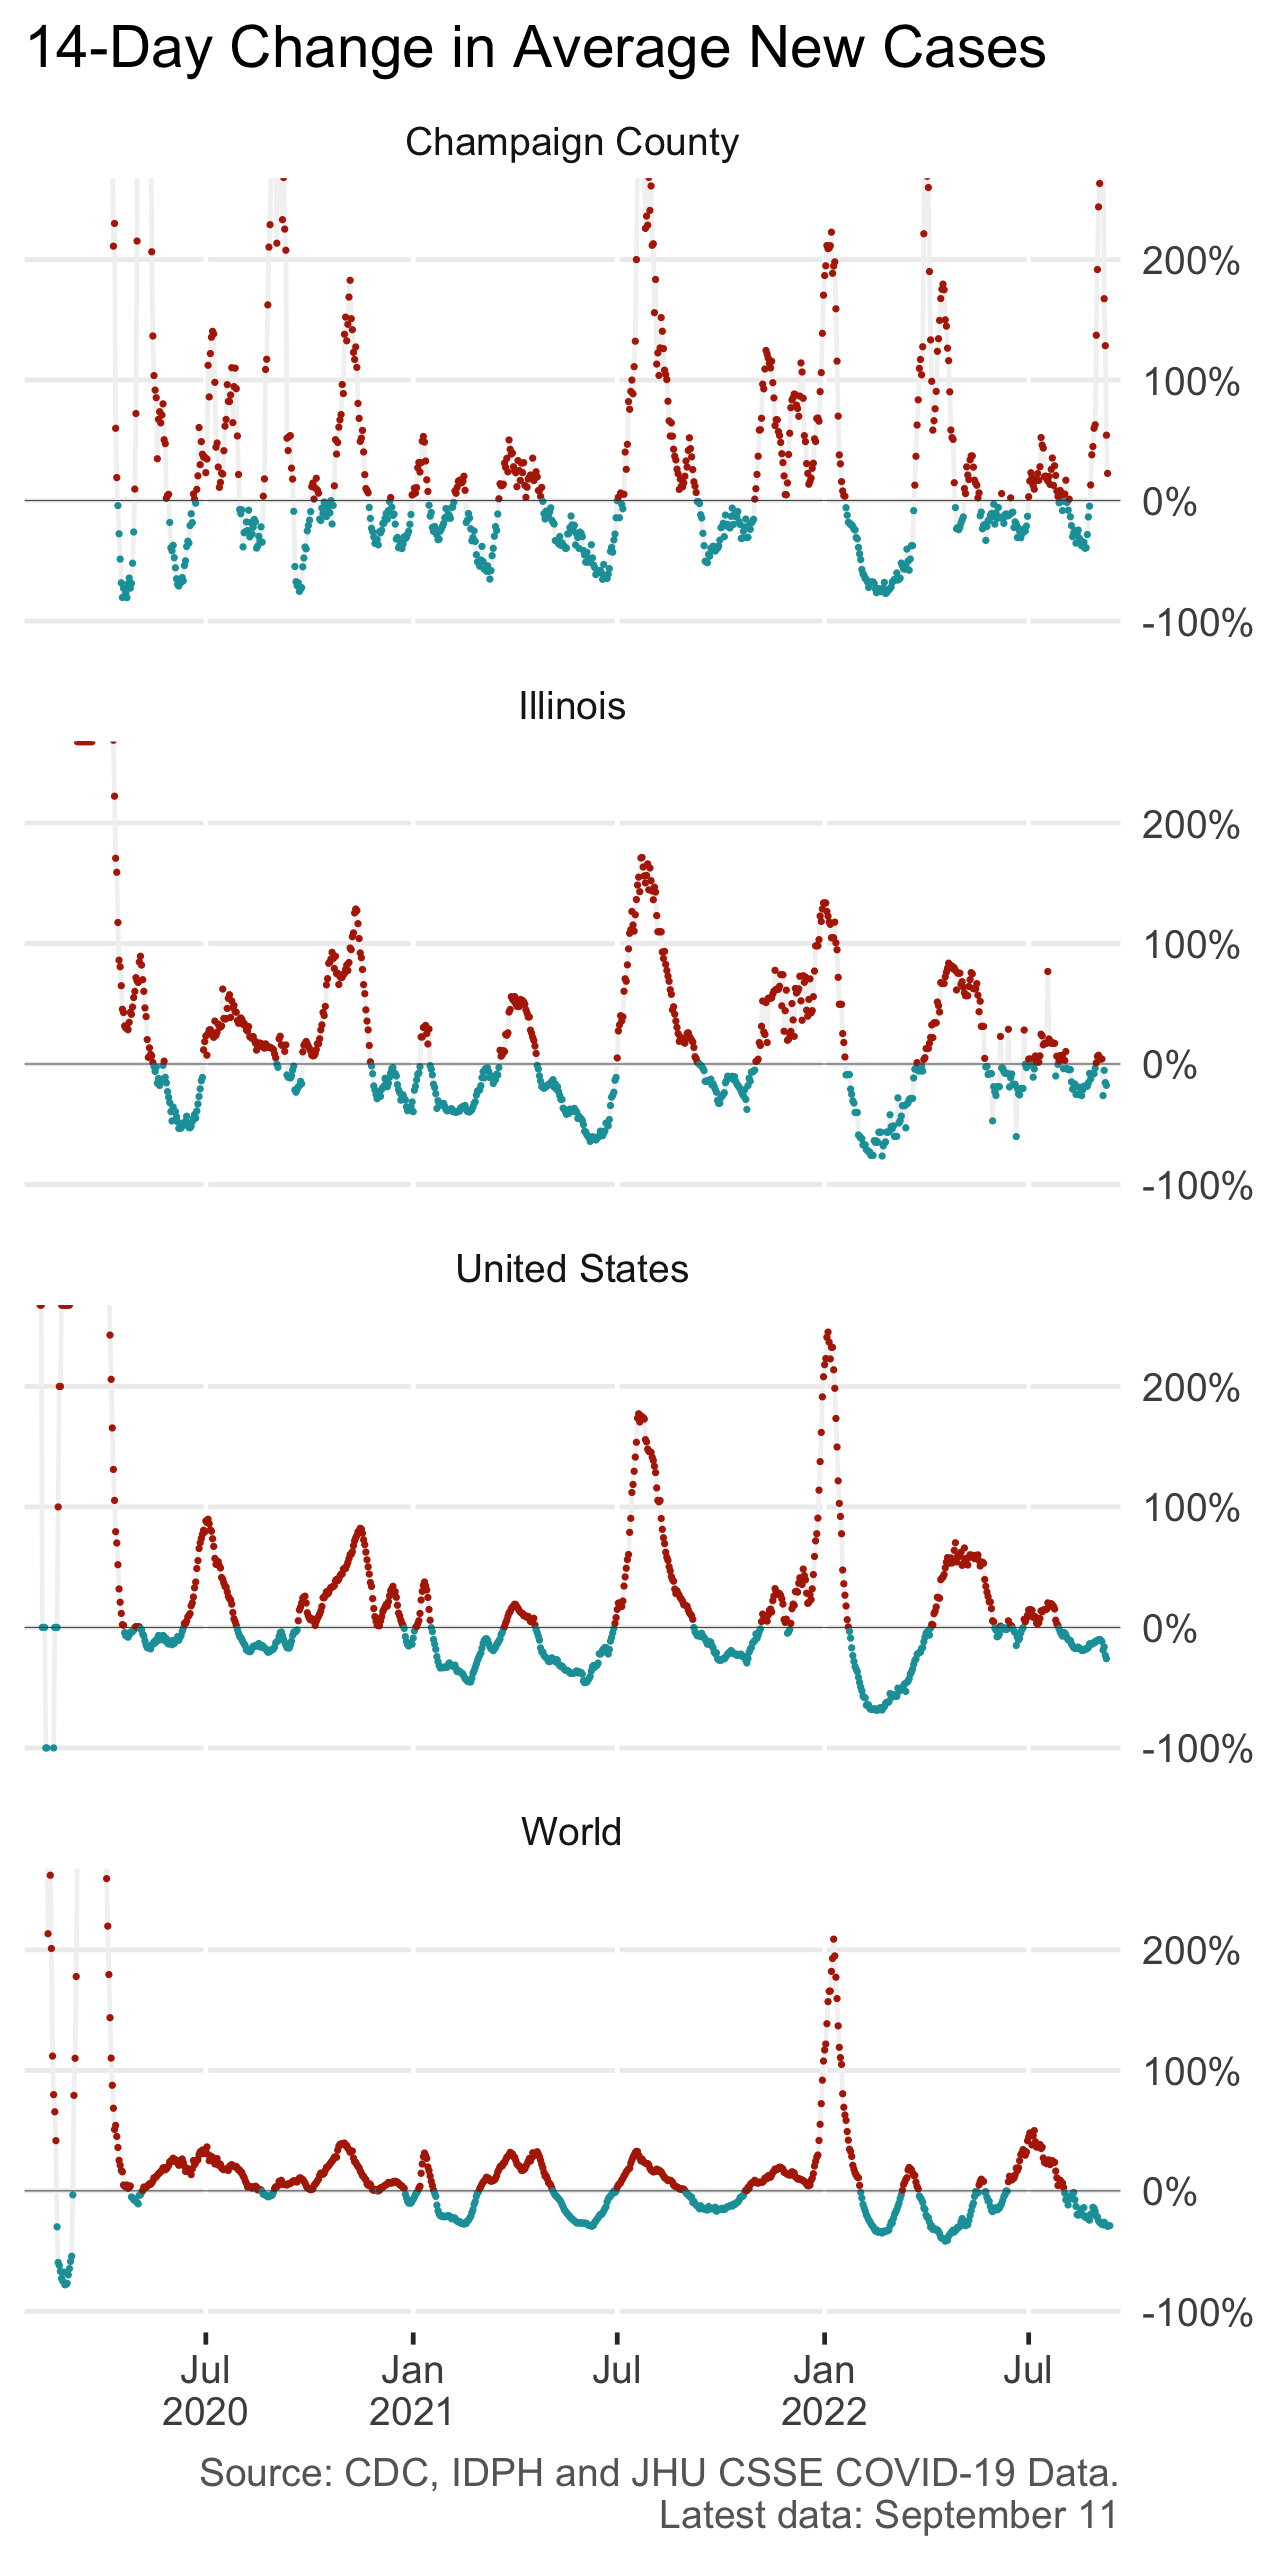 14-Day Change in Average New Cases
Champaign County
200%
100%
0%
-100%
Illinois
200%
100%
0%
-100%
United States
200%
100%
0%
-100%
World
200%
100%
0%
-100%
Jul Jan Jul Jan Jul
2020 2021 2022
Source: CDC, IDPH and JHU CSSE COVID-19 Data.
Latest data: September 11